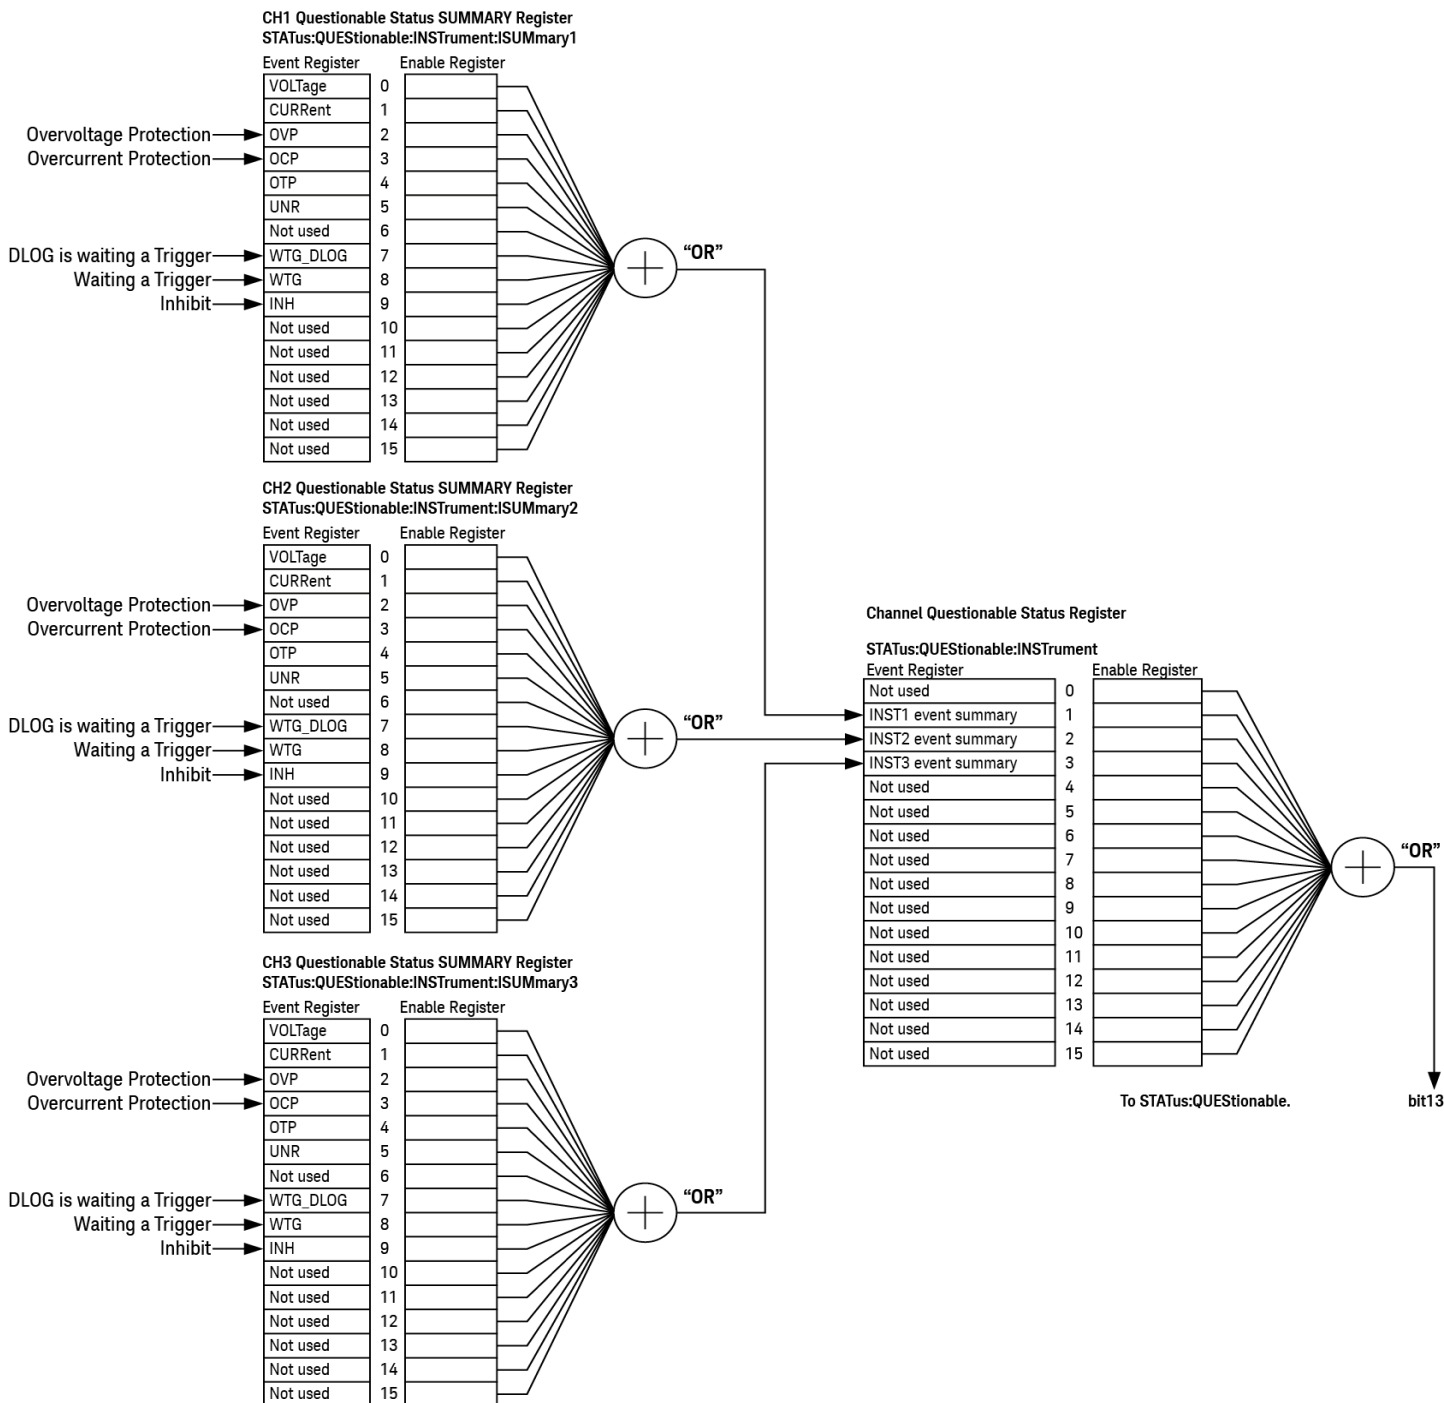 CH1 Questionable Status SUMMARY Register
STATus:QUEStionable:INSTrument:ISUMmary1
Event Register Enable Register
VOLTage 0
CURRent 1
Overvoltage Protection OVP 2
Overcurrent Protection OCP 3
OTP 4
UNR 5
Not used 6
"OR"
DLOG is waiting a Trigger WTG_DLOG 7
Waiting a Trigger WTG 8
Inhibit INH 9
Not used 10
Not used 11
Not used 12
Not used 13
Not used 14
Not used 15
CH2 Questionable Status SUMMARY Register
STATus:QUEStionable:INSTrument:ISUMmary2
Event Register Enable Register
VOLTage 0
CURRent 1
Overvoltage Protection OVP 2
Overcurrent Protection OCP 3
OTP 4
UNR 5
Not used 6
“OR”
DLOG is waiting a Trigger WTG_DLOG 7
Waiting a Trigger WTG 8
Inhibit INH 9
Not used 10
Not used 11
Not used 12
Not used 13
Not used 14
Not used 15
CH3 Questionable Status SUMMARY Register
STATus:QUEStionable:INSTrument:ISUMmary3
Event Register Enable Register
VOLTage 0
CURRent 1
Overvoltage Protection OVP 2
Overcurrent Protection OCP 3
OTP 4
UNR 5
Not used 6
“OR”
DLOG is waiting a Trigger WTG_DLOG 7
Waiting a Trigger WTG 8
Inhibit INH 9
Not used 10
Not used 11
Not used 12
Not used 13
Not used 14
Not used 15
Channel Questionable Status Register
STATus:QUEStionable:INSTrument
Event Register Enable Register
Not used 0
INST1 event summary 1
INST2 event summary 2
INST3 event summary 3
Not used 4
Not used 5
Not used 6
Not used 7
“OR”
Not used 8
Not used 9
Not used 10
Not used 11
Not used 12
Not used 13
Not used 14
Not used 15
To STATus:QUEStionable. bit13